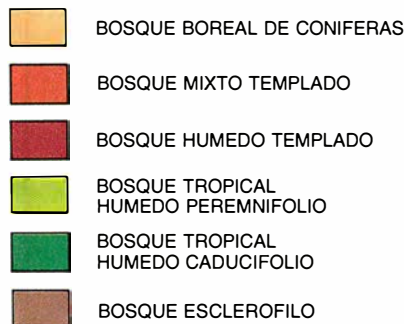 BOSQUE BOREAL DE CONIFERAS
BOSQUE MIXTO TEMPLADO
BOSQUE HUMEDO TEMPLADO
BOSQUE TROPICAL
HUMEDO PEREMNIFOLIO
BOSQUE TROPICAL
HUMEDO CADUCIFOLIO
BOSQUE ESCLEROFILO